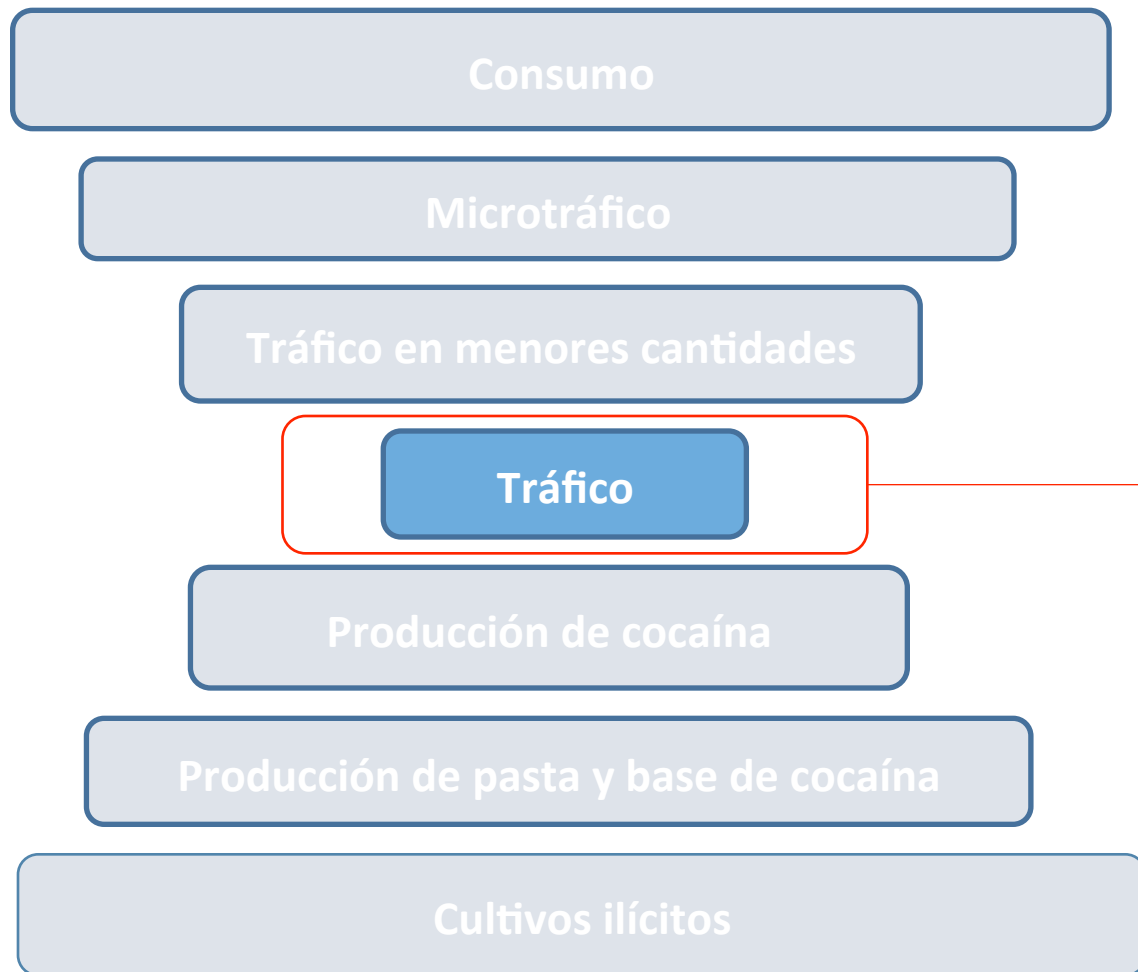 Consumo
Microtráfico
Tráfico en menores cantidades
Tráfico
Producción de cocaína
Producción de pasta y base de cocaína
Cultivos ilícitos